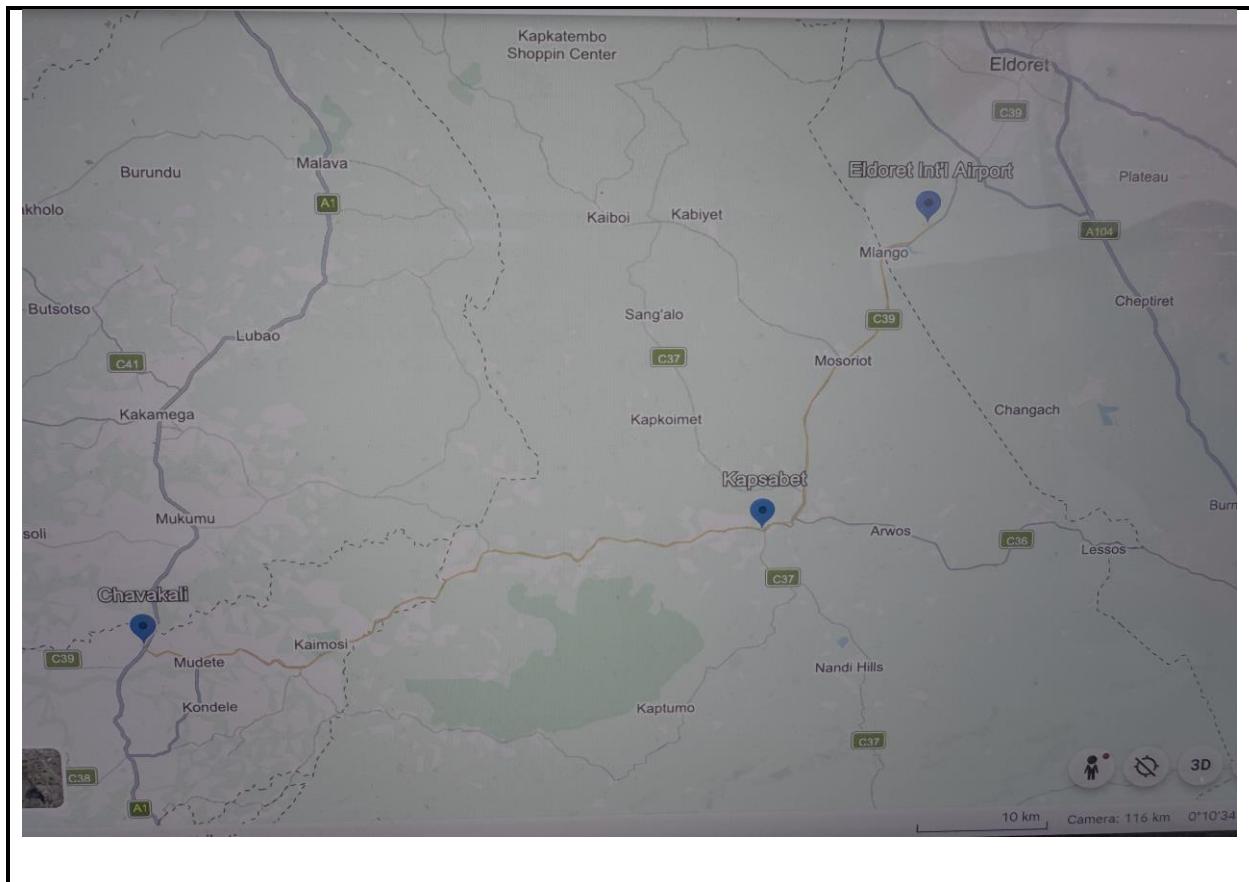 Kapkatembo
Shoppin Center
Eldoret
C39
Malava
Eldoret Int'l Airport
Burundu
Plateau
A1
akholo
Kaiboi
Kabiyet
A104
Mlango
Butsotso
Sang'alo
C39
Cheptiret
Lubao
C41
C37
Mosoriot
Kakamega
Kapkoimet
Changach
Kapsabet
Burn
Mukumu
soli
Arwos
C36
Lessos
C37
Chavakali
Kaimosi
C39
Mudete
Nandi Hills
Kondele
Kaptumo
C37
C38
3D
A1
10 km
Camera: 116 km
0°10'34